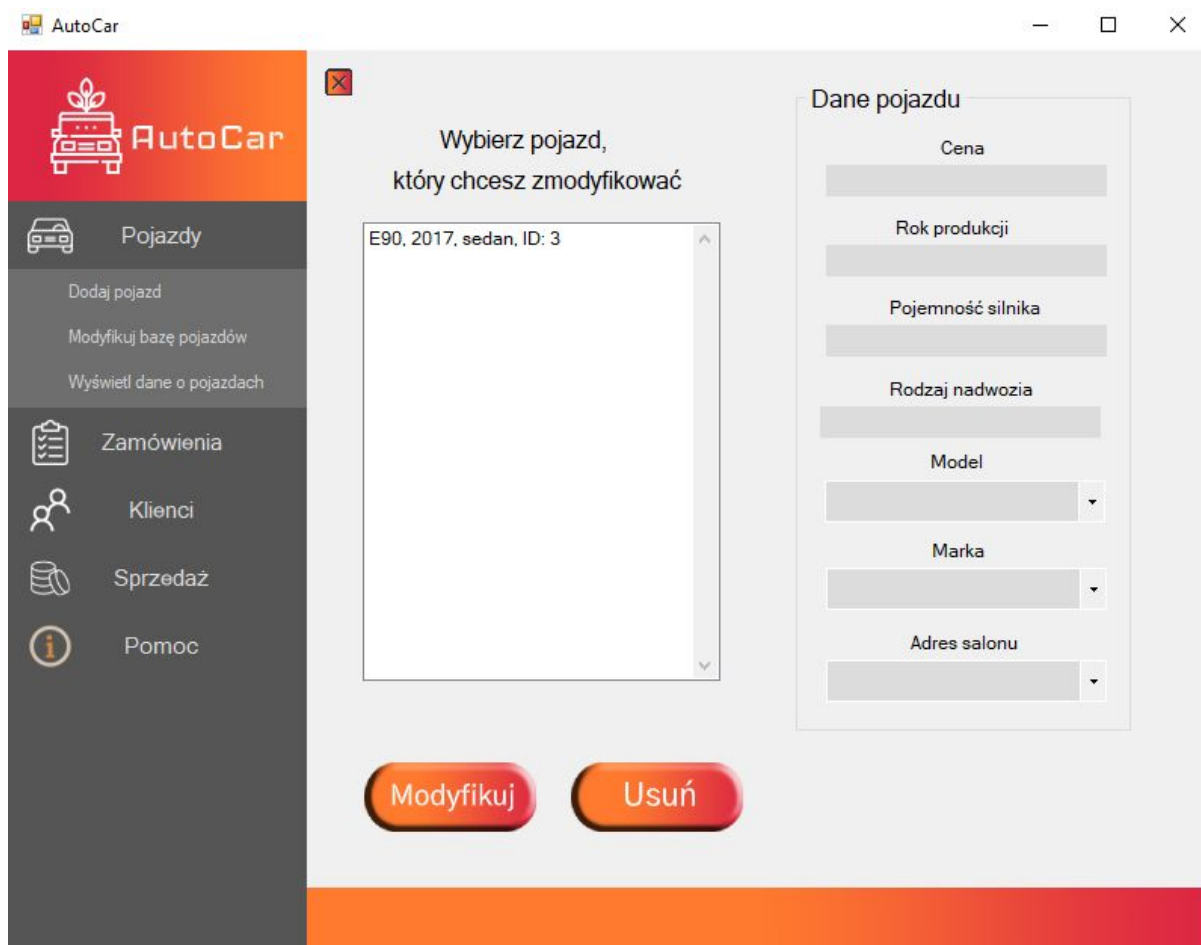 AutoCar
AutoCar
Pojazdy
Dodaj pojazd
Modyfikuj bazę pojazdów
Wyświetl dane o pojazdach
Zamówienia
Klienci
Sprzedaż
Pomoc
Wybierz pojazd,
który chcesz zmodyfikować
E90, 2017, sedan, ID: 3
Modyfikuj
Usuń
Dane pojazdu
Cena
Rok produkcji
Pojemność silnika
Rodzaj nadwozia
Model
Marka
Adres salonu